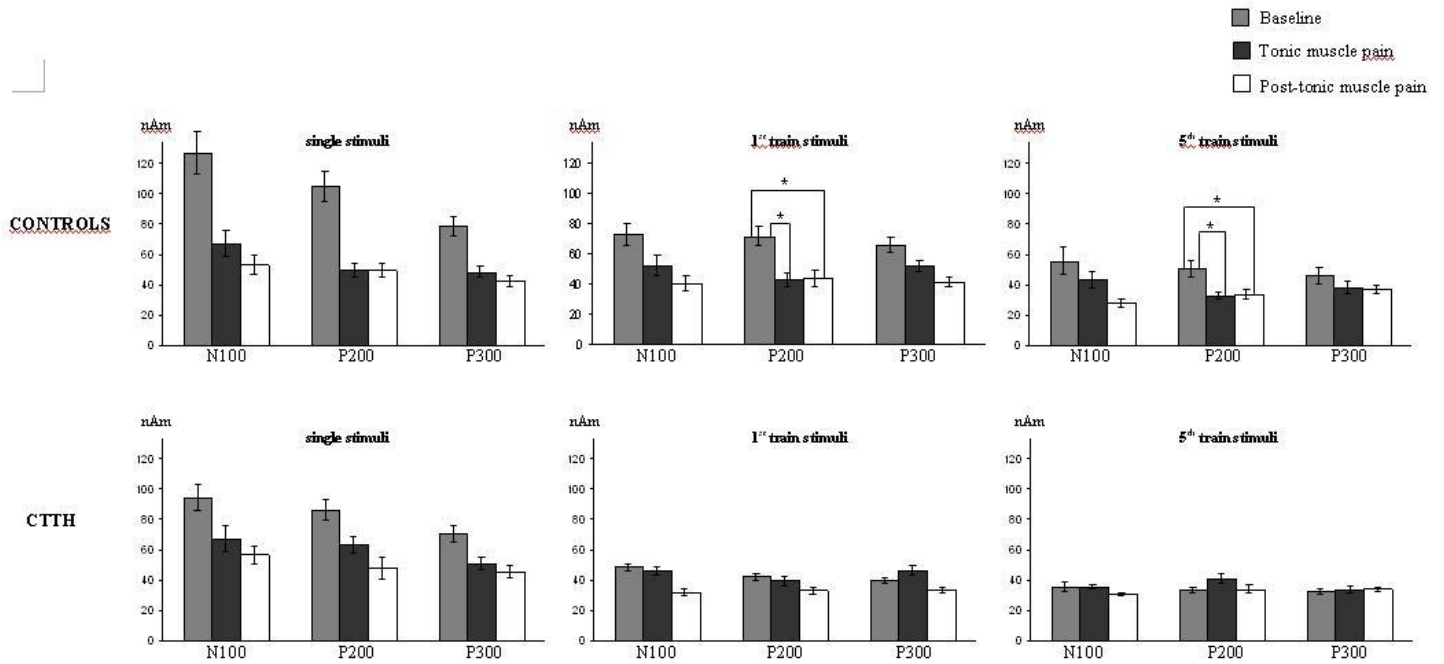 Baseline
Tonic muscle pain
Post-tonic muscle pain
CONTROLS
nAm
single stimuli
120
100
80
60
40
20
0
N100 P200 P300
nAm
1st train stimuli
120
100
80
60
40
20
0
*
*
N100 P200 P300
nAm
5th train stimuli
120
100
80
60
40
20
0
*
*
N100 P200 P300
CTTH
nAm
single stimuli
120
100
80
60
40
20
0
N100 P200 P300
nAm
1st train stimuli
120
100
80
60
40
20
0
N100 P200 P300
nAm
5th train stimuli
120
100
80
60
40
20
0
N100 P200 P300